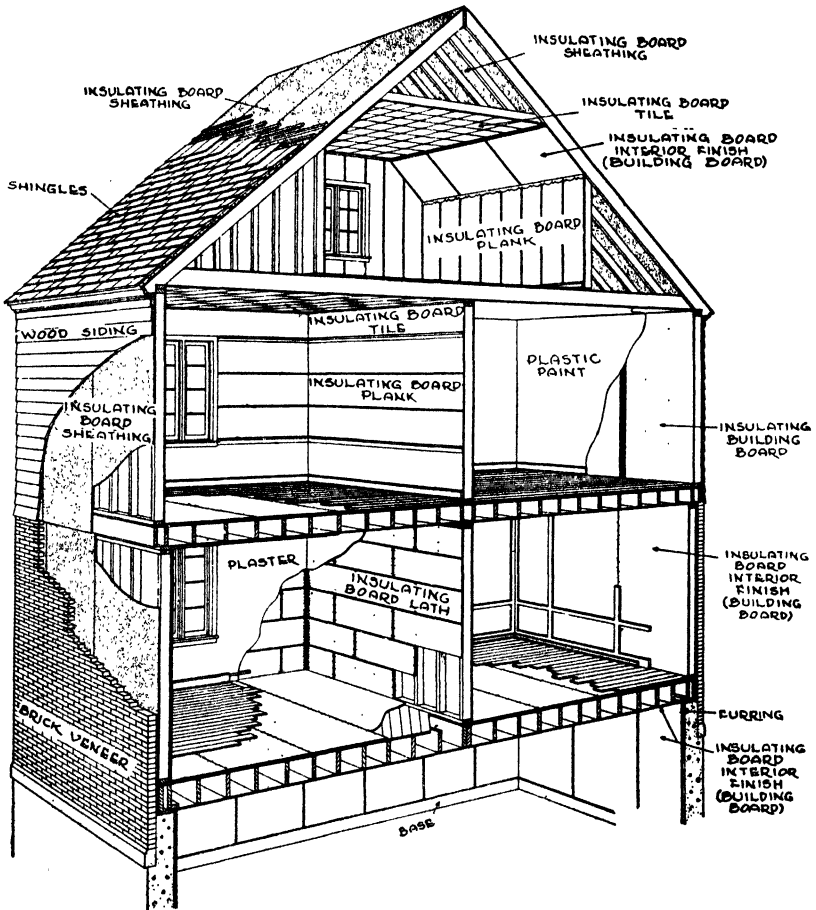 INSULATING BOARD
SHEATHING
INSULATING BOARD
SHEATHING
INSULATING BOARD
TILE
INSULATING BOARD
INTERIOR FINISH
(BUILDING BOARD)
SHINGLES
INSULATING BOARD
PLANK
WOOD SIDING
INSULATING BOARD
TILE
PLASTIC
PAINT
INSULATING BOARD
PLANK
INSULATING
BOARD
SHEATHING
INSULATING
BUILDING
BOARD
PLASTER
INSULATING
BOARD LATH
INSULATING
BOARD
INTERIOR
FINISH
(BUILDING
BOARD)
BRICK VENEER
FURRING
INSULATING
BOARD
INTERIOR
FINISH
(BUILDING
BOARD)
BASE